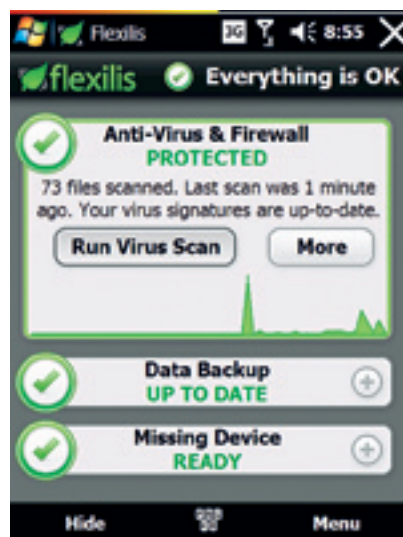 Flexilis 3G 8:55
flexilis Everything is OK
Anti-Virus & Firewall
PROTECTED
73 files scanned. Last scan was 1 minute
ago. Your virus signatures are up-to-date.
Run Virus Scan More
Data Backup
UP TO DATE
Missing Device
READY
Hide Menu